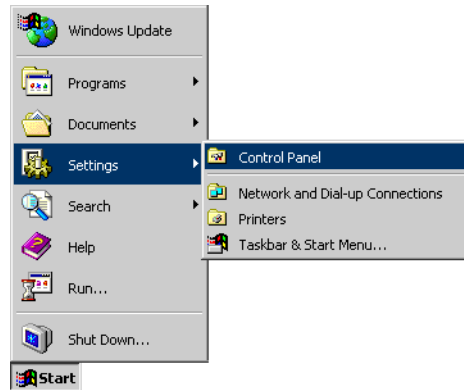 Windows Update
Programs
Documents
Settings
Search
Help
Run...
Shut Down...
Start
Control Panel
Network and Dial-up Connections
Printers
Taskbar & Start Menu...